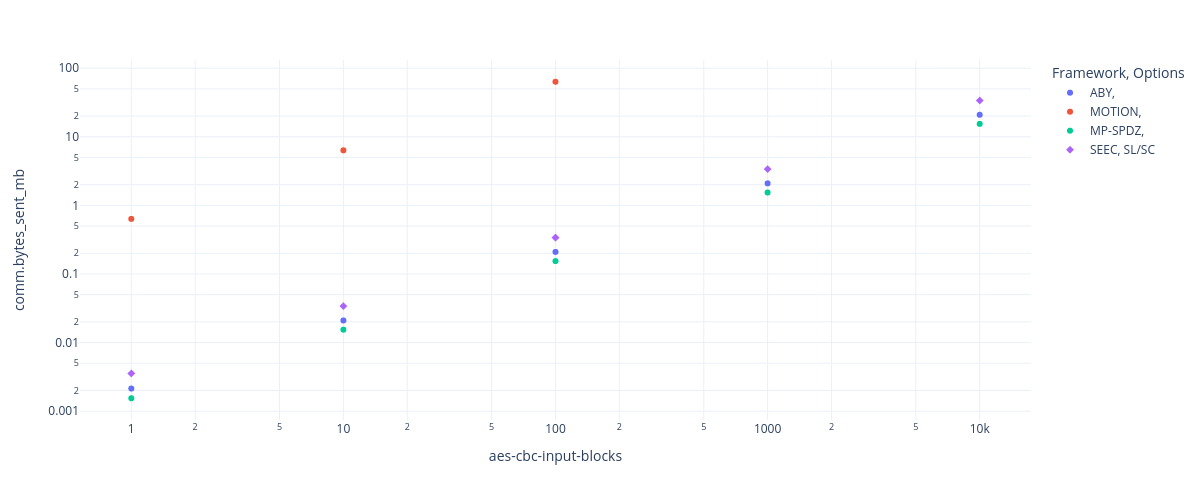 Framework, Options
ABY,
MOTION,
MP-SPDZ,
SEEC, SL/SC
comm.bytes_sent_mb
100
5
2
10
5
2
1
5
2
0.1
5
2
0.01
5
2
0.001
1 2 5 10 2 5 100 2 5 1000 2 5 10k
aes-cbc-input-blocks